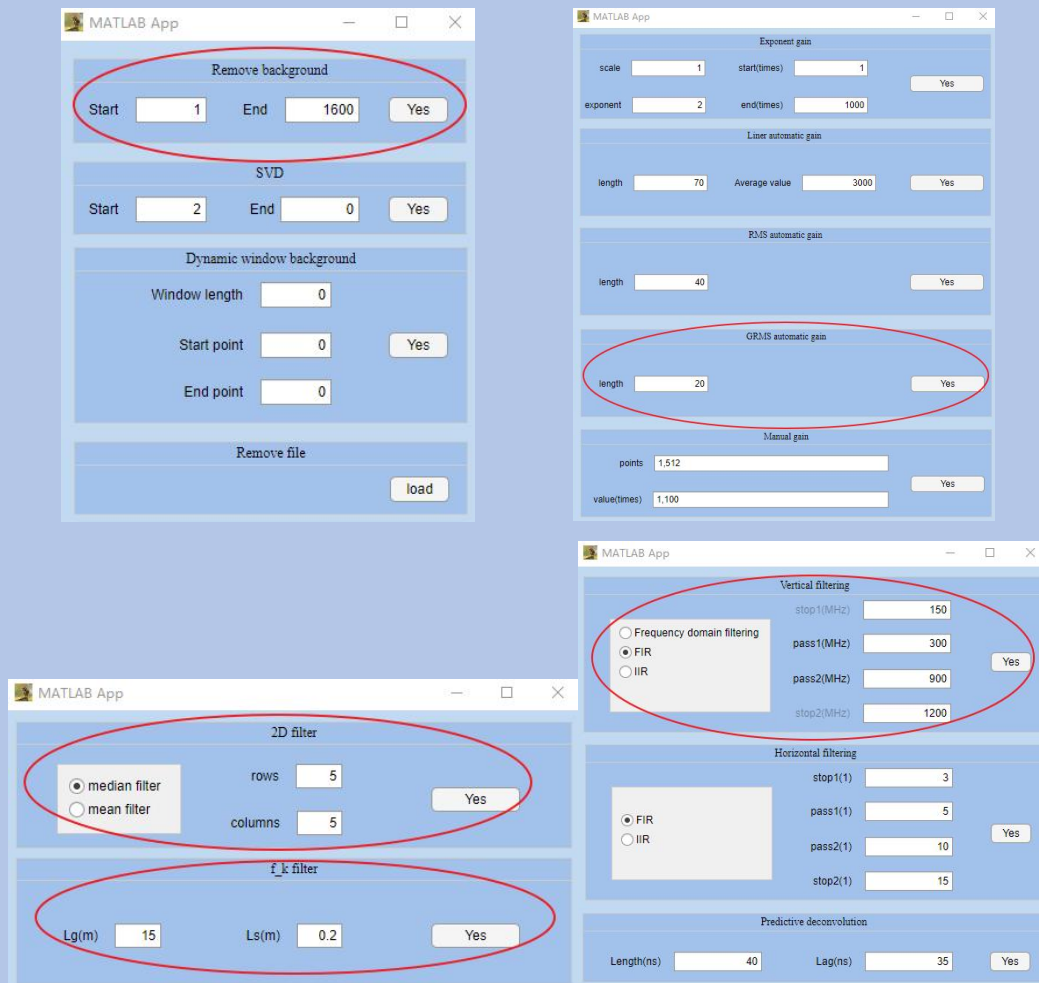 MATLAB App
Remove background
Start 1 End 1600 Yes
SVD
Start 2 End 0 Yes
Dynamic window background
Window length 0
Start point 0 Yes
End point 0
Remove file
load
MATLAB App
Exponent gain
scale 1 start(times) 1
Yes
exponent 2 end(times) 1000
Liner automatic gain
length 70 Average value 3000 Yes
RMS automatic gain
length 40 Yes
GRMS automatic gain
length 20 Yes
Manual gain
points 1,512
Yes
value(times) 1,100
MATLAB App
2D filter
median filter
mean filter
rows 5
columns 5
Yes
f_k filter
Lg(m) 15 Ls(m) 0.2 Yes
MATLAB App
Vertical filtering
Frequency domain filtering
FIR
IIR
stop1(MHz) 150
pass1(MHz) 300
pass2(MHz) 900
stop2(MHz) 1200
Yes
Horizontal filtering
FIR
IIR
stop1(1) 3
pass1(1) 5
pass2(1) 10
stop2(1) 15
Yes
Predictive deconvolution
Length(ns) 40 Lag(ns) 35 Yes